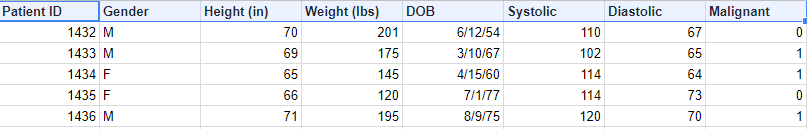 Patient ID Gender Height (in) Weight (lbs) DOB Systolic Diastolic Malignant
1432 M 70 201 6/12/54 110 67 0
1433 M 69 175 3/10/67 102 65 1
1434 F 65 145 4/15/60 114 64 1
1435 F 66 120 7/1/77 114 73 0
1436 M 71 195 8/9/75 120 70 1